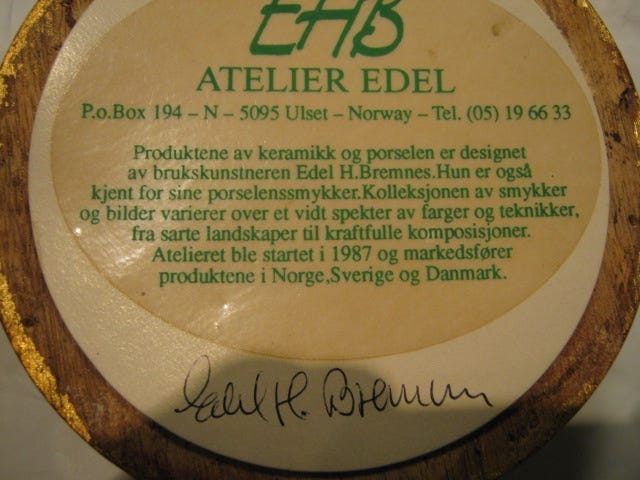 EHB
ATELIER EDEL
P.o.Box 194 – N – 5095 Ulset – Norway – Tel. (05) 19 66 33
Produktene av keramikk og porselen er designet
av brukskunstneren Edel H.Bremnes.Hun er også
kjent for sine porselenssmykker.Kolleksjonen av smykker
og bilder varierer over et vidt spekter av farger og teknikker,
fra sarte landskaper til kraftfulle komposisjoner.
Atelieret ble startet i 1987 og markedsfører
produktene i Norge,Sverige og Danmark.
Edel H. Bremnes